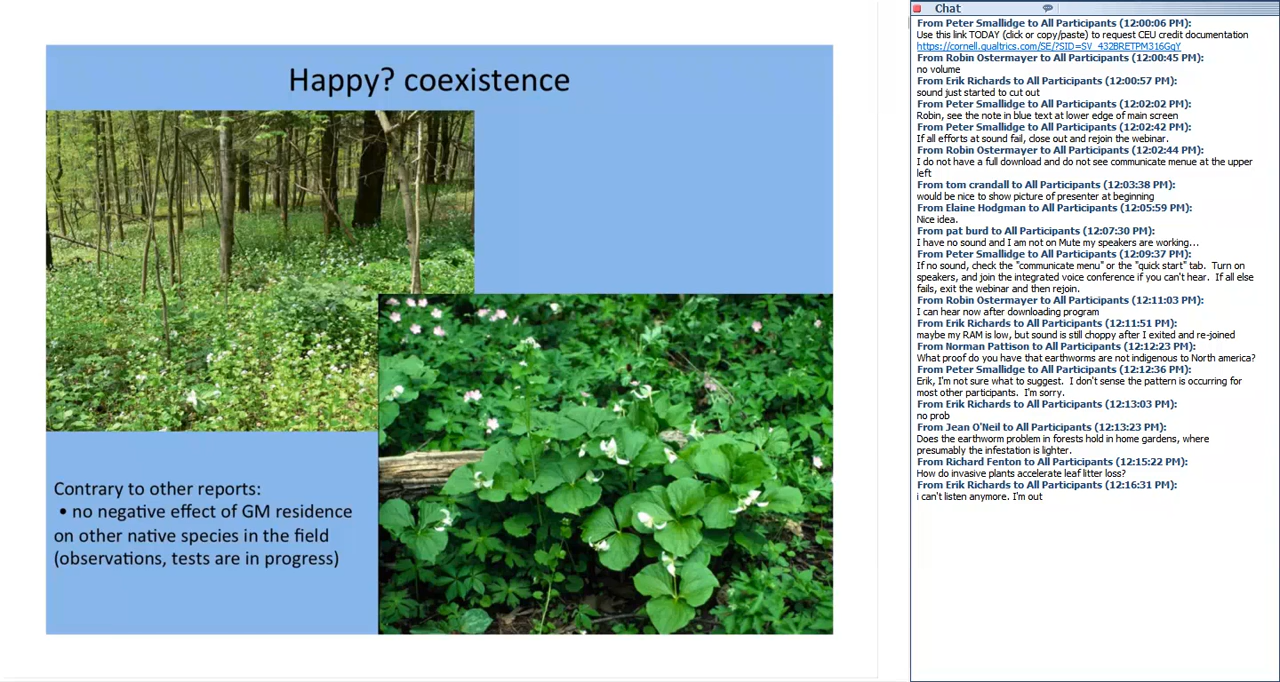 Happy? coexistence
Contrary to other reports:
• no negative effect of GM residence
on other native species in the field
(observations, tests are in progress)
Chat
From Peter Smallidge to All Participants (12:00:06 PM):
Use this link TODAY (click or copy/paste) to request CEU credit documentation
https://cornell.qualtrics.com/SE/?SID=SV_432BRETPM316GqY
From Robin Ostermayer to All Participants (12:00:45 PM):
no volume
From Erik Richards to All Participants (12:00:57 PM):
sound just started to cut out
From Peter Smallidge to All Participants (12:02:02 PM):
Robin, see the note in blue text at lower edge of main screen
From Peter Smallidge to All Participants (12:02:42 PM):
If all efforts at sound fail, close out and rejoin the webinar.
From Robin Ostermayer to All Participants (12:02:44 PM):
I do not have a full download and do not see communicate menue at the upper
left
From tom crandall to All Participants (12:03:38 PM):
would be nice to show picture of presenter at beginning
From Elaine Hodgman to All Participants (12:05:59 PM):
Nice idea.
From pat burd to All Participants (12:07:30 PM):
I have no sound and I am not on Mute my speakers are working...
From Peter Smallidge to All Participants (12:09:37 PM):
If no sound, check the "communicate menu" or the "quick start" tab.  Turn on
speakers, and join the integrated voice conference if you can't hear.  If all else
fails, exit the webinar and then rejoin.
From Robin Ostermayer to All Participants (12:11:03 PM):
I can hear now after downloading program
From Erik Richards to All Participants (12:11:51 PM):
maybe my RAM is low, but sound is still choppy after I exited and re-joined
From Norman Pattison to All Participants (12:12:23 PM):
What proof do you have that earthworms are not indigenous to North america?
From Peter Smallidge to All Participants (12:12:36 PM):
Erik, I'm not sure what to suggest.  I don't sense the pattern is occurring for
most other participants.  I'm sorry.
From Erik Richards to All Participants (12:13:03 PM):
no prob
From Jean O'Neil to All Participants (12:13:23 PM):
Does the earthworm problem in forests hold in home gardens, where
presumably the infestation is lighter.
From Richard Fenton to All Participants (12:15:22 PM):
How do invasive plants accelerate leaf litter loss?
From Erik Richards to All Participants (12:16:31 PM):
i can't listen anymore. I'm out